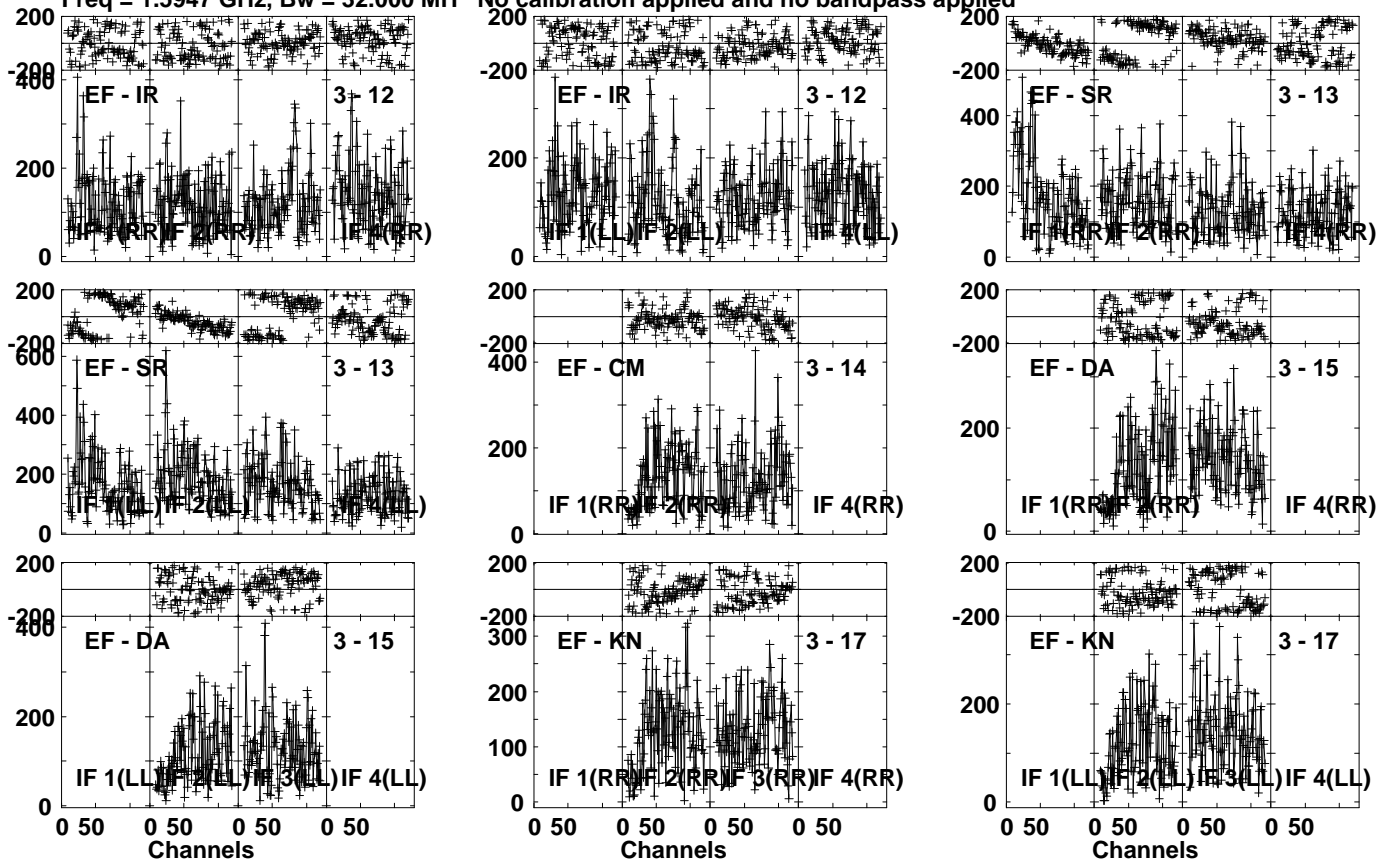 Freq = 1.5947 GHz, Bw = 32.000 MH No calibration applied and no bandpass applied
200
-200
400
200
0
EF - IR
3 - 12
IF 1(RR)
IF 2(RR)
IF 4(RR)
200
-200
200
0
EF - IR
3 - 12
IF 1(LL)
IF 2(LL)
IF 4(LL)
200
-200
400
200
0
EF - SR
3 - 13
IF 1(RR)
IF 2(RR)
IF 4(RR)
200
-200
600
400
200
0
EF - SR
3 - 13
IF 1(LL)
IF 2(LL)
IF 4(LL)
200
-200
400
200
0
EF - CM
3 - 14
IF 1(RR)
IF 2(RR)
IF 4(RR)
200
-200
200
0
EF - DA
3 - 15
IF 1(RR)
IF 2(RR)
IF 4(RR)
200
-200
400
200
0
EF - DA
3 - 15
IF 1(LL)
IF 2(LL)
IF 3(LL)
IF 4(LL)
0 50 0 50 0 50 0 50
Channels
200
-200
300
200
100
0
EF - KN
3 - 17
IF 1(RR)
IF 2(RR)
IF 3(RR)
IF 4(RR)
0 50 0 50 0 50 0 50
Channels
200
-200
200
0
EF - KN
3 - 17
IF 1(LL)
IF 2(LL)
IF 3(LL)
IF 4(LL)
0 50 0 50 0 50 0 50
Channels